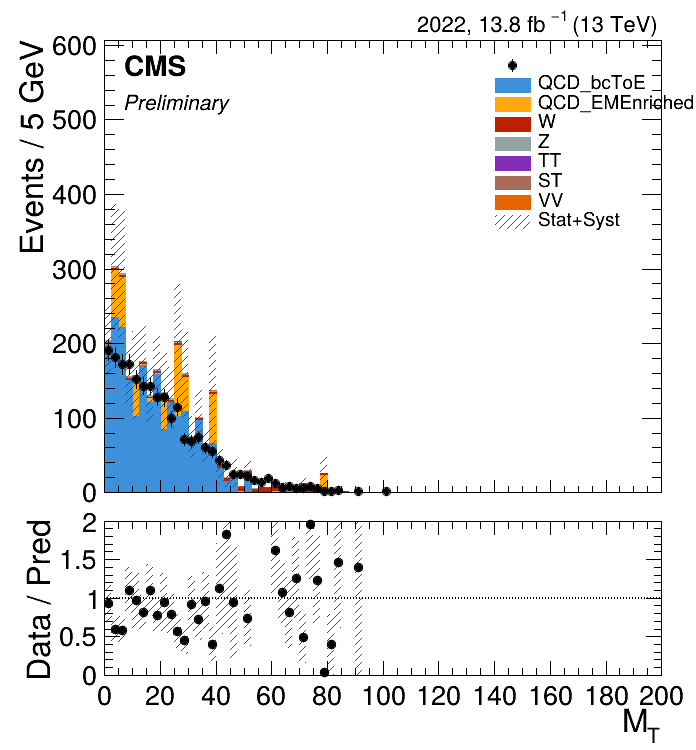 2022, 13.8 fb⁻¹ (13 TeV)
CMS
Preliminary
QCD_bcToE
QCD_EMEnriched
W
Z
TT
ST
VV
Stat+Syst
Events / 5 GeV
600
500
400
300
200
100
0
Data / Pred
2
1.5
1
0.5
0
0 20 40 60 80 100 120 140 160 180 200
M_T